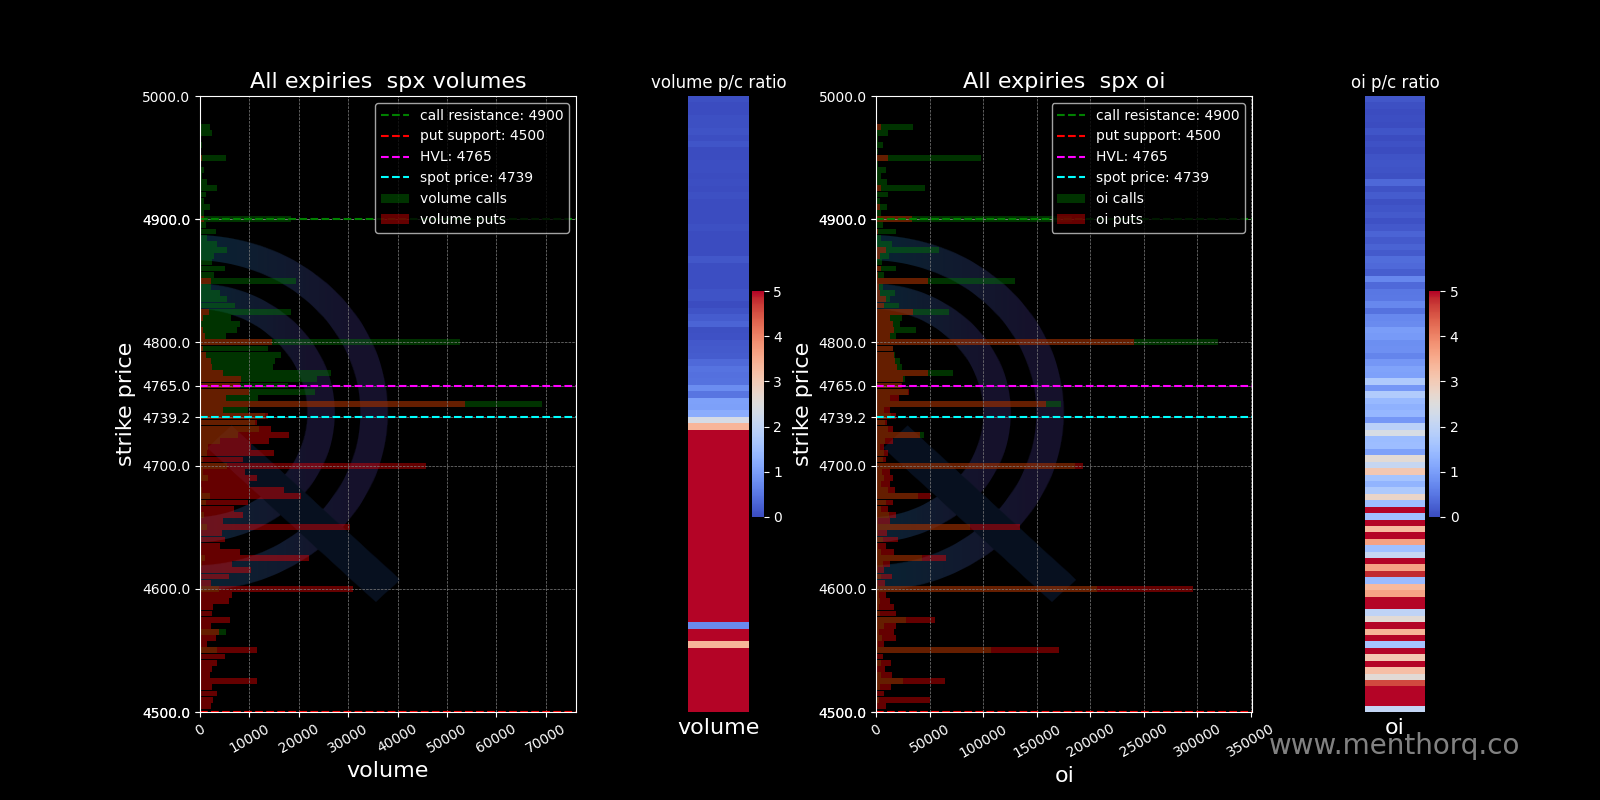 All expiries  spx volumes
volume p/c ratio
All expiries  spx oi
oi p/c ratio
5000.0
4900.0
4800.0
4765.0
4739.2
4700.0
4600.0
4500.0
strike price
call resistance: 4900
put support: 4500
HVL: 4765
spot price: 4739
volume calls
volume puts
0
10000
20000
30000
40000
50000
60000
70000
volume
5
4
3
2
1
0
volume
5000.0
4900.0
4800.0
4765.0
4739.2
4700.0
4600.0
4500.0
strike price
call resistance: 4900
put support: 4500
HVL: 4765
spot price: 4739
oi calls
oi puts
0
50000
100000
150000
200000
250000
300000
350000
oi
5
4
3
2
1
0
oi
www.menthorq.co